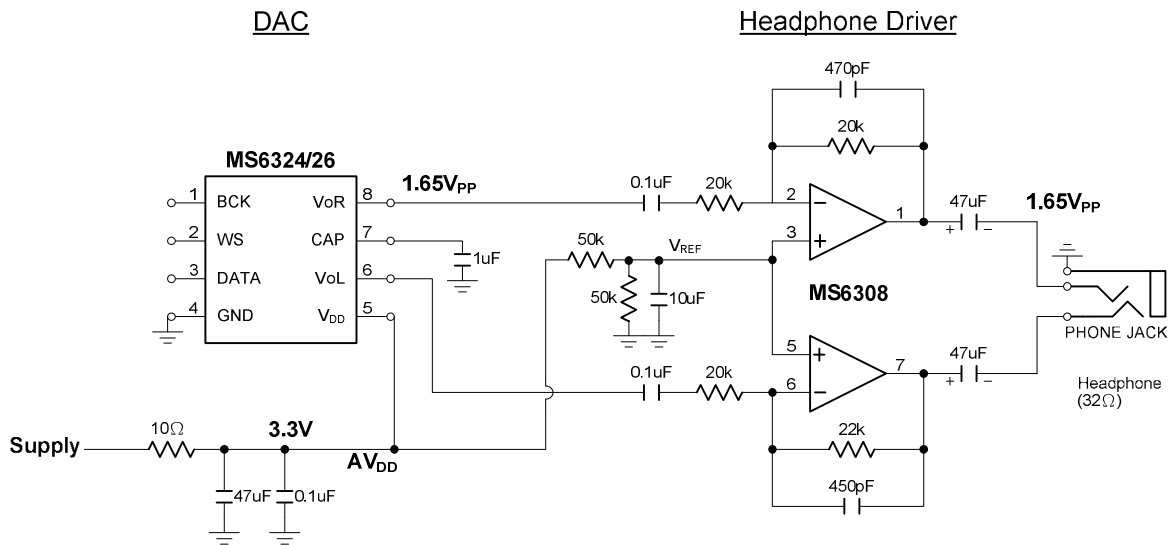 DAC
Headphone Driver
470pF
20k
MS6324/26
1 BCK VoR 8
1.65VPP
0.1uF
20k
2
1
47uF
1.65VPP
+ −
−
3
+
2 WS CAP 7
1uF
50k
VREF
3 DATA VoL 6
50k
10uF
MS6308
4 GND VDD 5
PHONE JACK
5
+
7
47uF
0.1uF
20k
6
−
+ −
Headphone
(32Ω)
Supply
10Ω
3.3V
AVDD
22k
47uF
0.1uF
450pF